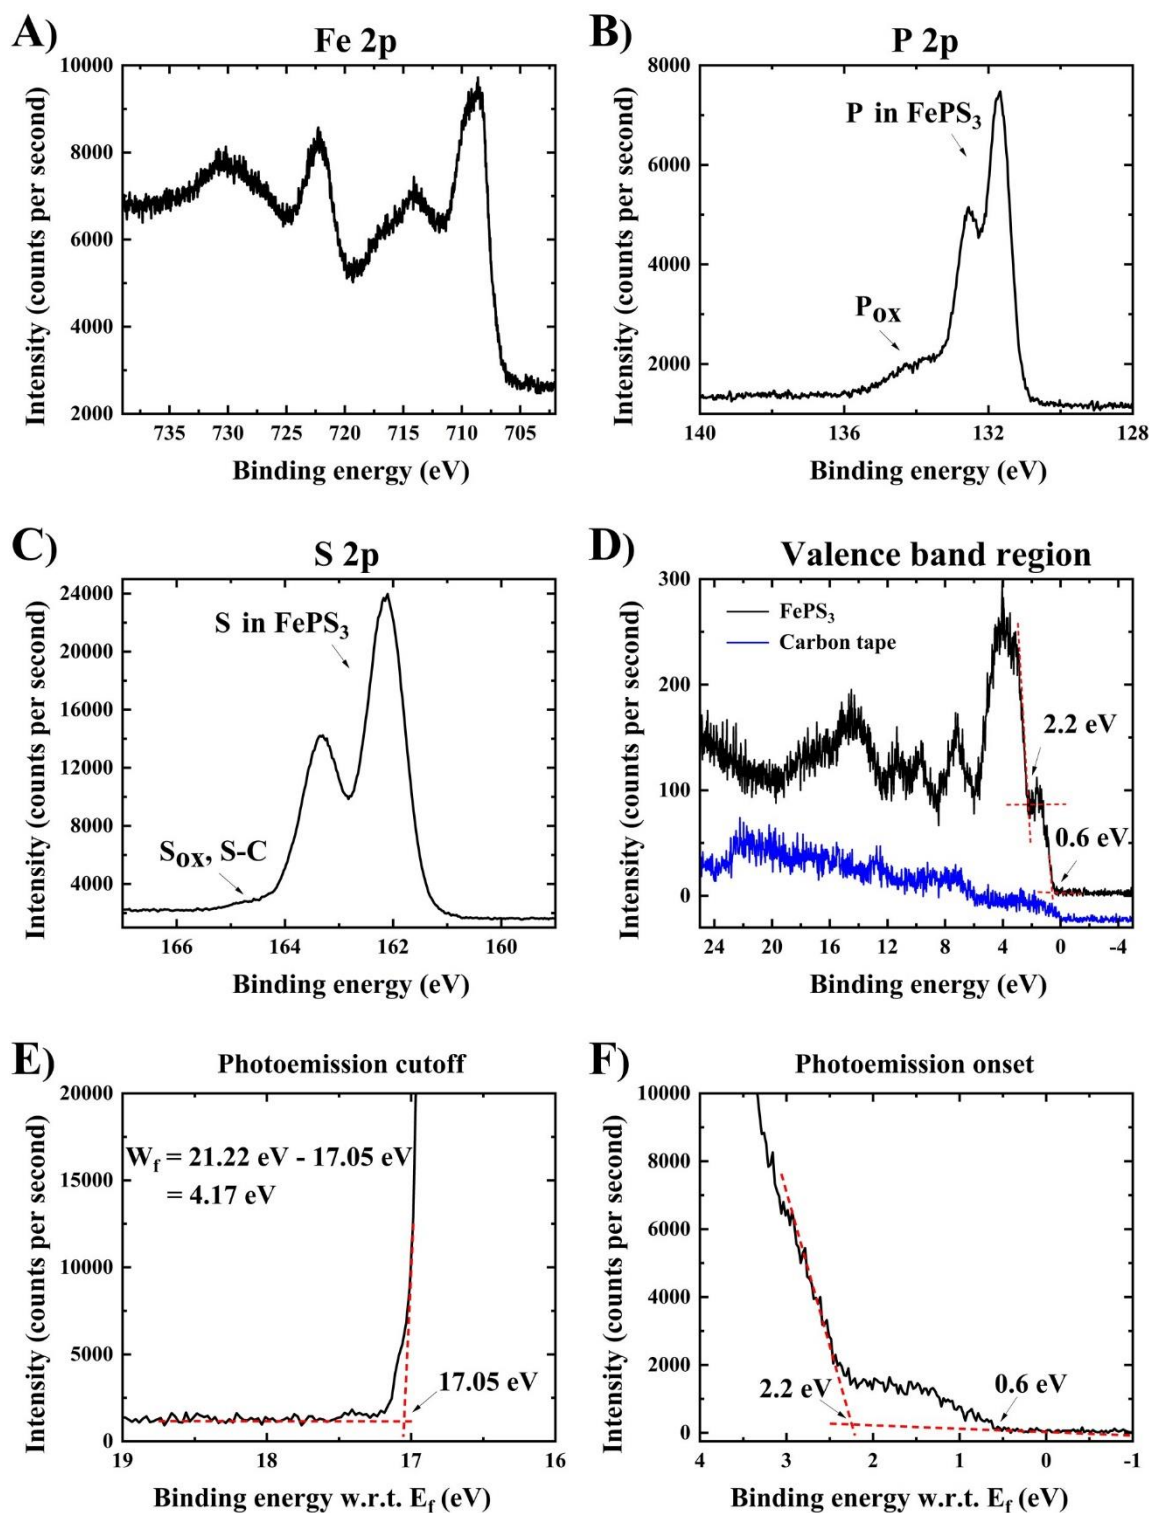 A)
Fe 2p
10000
8000
6000
4000
2000
735 730 725 720 715 710 705
Binding energy (eV)
Intensity (counts per second)
B)
P 2p
8000
6000
4000
2000
P in FePS₃
Pox
140 136 132 128
Binding energy (eV)
Intensity (counts per second)
C)
S 2p
24000
20000
16000
12000
8000
4000
S in FePS₃
Sox, S-C
166 164 162 160
Binding energy (eV)
Intensity (counts per second)
D)
Valence band region
300
200
100
50
0
FePS₃
Carbon tape
2.2 eV
0.6 eV
24 20 16 12 8 4 0 -4
Binding energy (eV)
Intensity (counts per second)
E)
Photoemission cutoff
20000
15000
10000
5000
0
Wf = 21.22 eV - 17.05 eV
= 4.17 eV
17.05 eV
19 18 17 16
Binding energy w.r.t. Ef (eV)
Intensity (counts per second)
F)
Photoemission onset
10000
8000
6000
4000
2000
0
2.2 eV
0.6 eV
4 3 2 1 0 -1
Binding energy w.r.t. Ef (eV)
Intensity (counts per second)